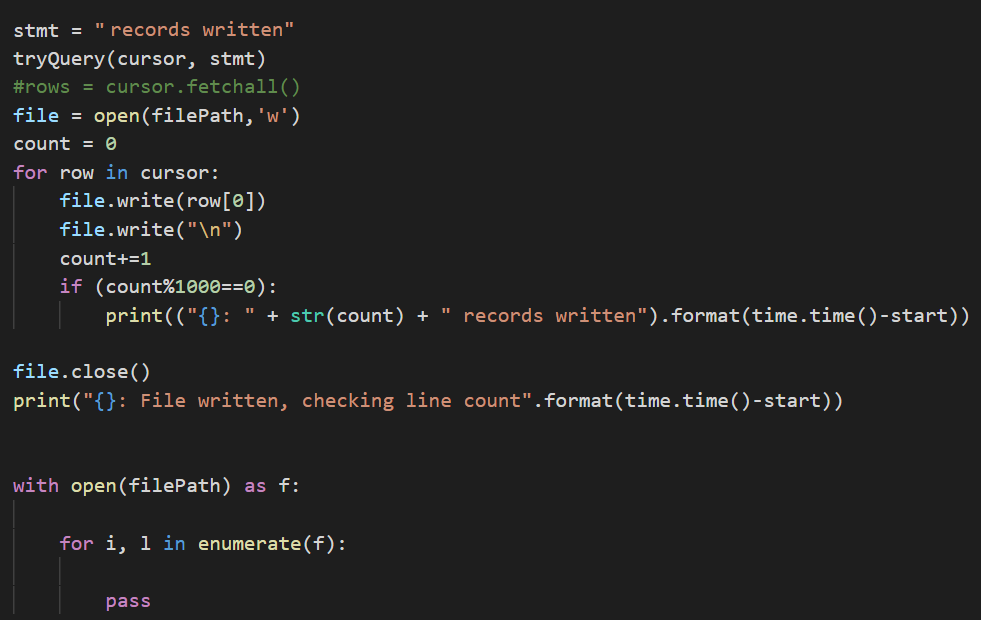 stmt = " records written"
tryQuery(cursor, stmt)
#rows = cursor.fetchall()
file = open(filePath,'w')
count = 0
for row in cursor:
    file.write(row[0])
    file.write("\n")
    count+=1
    if (count%1000==0):
        print(("{}: " + str(count) + " records written").format(time.time()-start))
file.close()
print("{}: File written, checking line count".format(time.time()-start))
with open(filePath) as f:
    for i, l in enumerate(f):
        pass